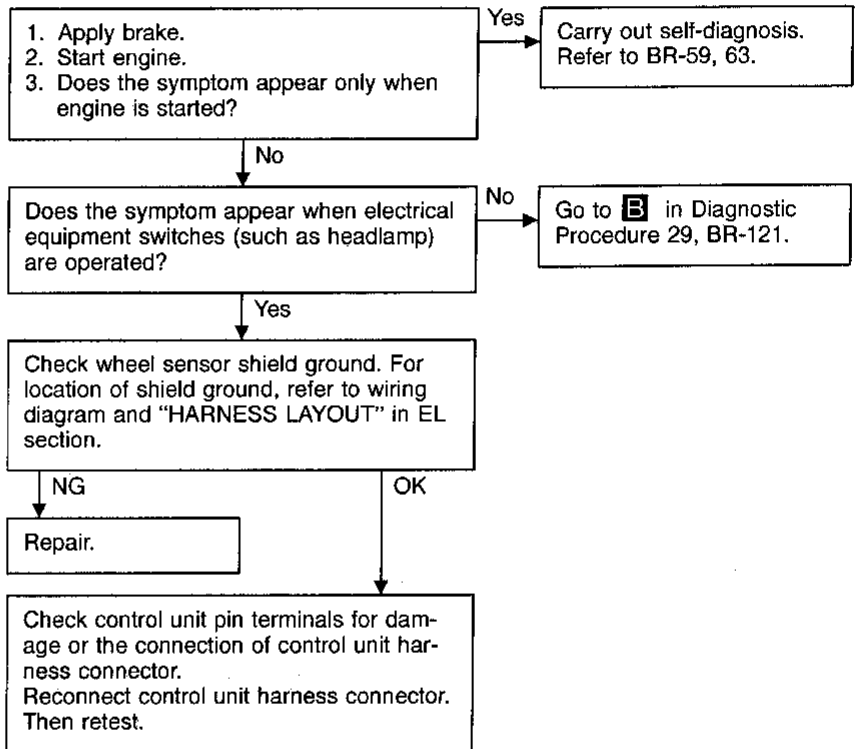 1. Apply brake.
2. Start engine.
3. Does the symptom appear only when
engine is started?
Yes
Carry out self-diagnosis.
Refer to BR-59, 63.
No
Does the symptom appear when electrical
equipment switches (such as headlamp)
are operated?
No
Go to B in Diagnostic
Procedure 29, BR-121.
Yes
Check wheel sensor shield ground. For
location of shield ground, refer to wiring
diagram and “HARNESS LAYOUT” in EL
section.
NG
OK
Repair.
Check control unit pin terminals for dam-
age or the connection of control unit har-
ness connector.
Reconnect control unit harness connector.
Then retest.